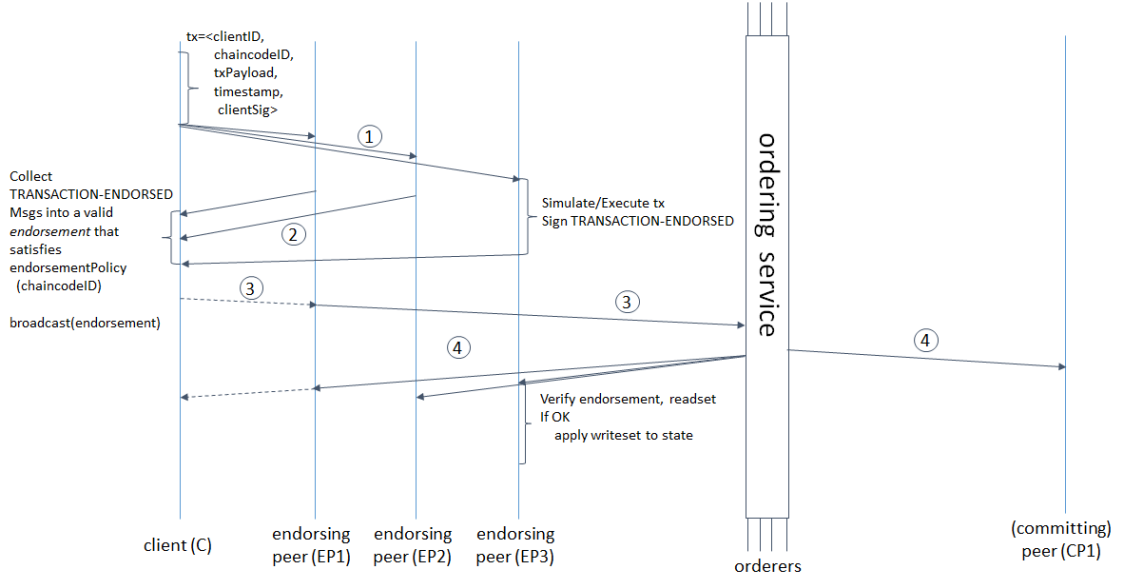 tx=<clientID,
chaincodeID,
txPayload,
timestamp,
clientSig>
1
Collect
TRANSACTION-ENDORSED
Msgs into a valid
endorsement that
satisfies
endorsementPolicy
(chaincodeID)
broadcast(endorsement)
2
Simulate/Execute tx
Sign TRANSACTION-ENDORSED
3
3
4
4
Verify endorsement, readset
If OK
apply writeset to state
ordering service
client (C)
endorsing
peer (EP1)
endorsing
peer (EP2)
endorsing
peer (EP3)
orderers
(committing)
peer (CP1)